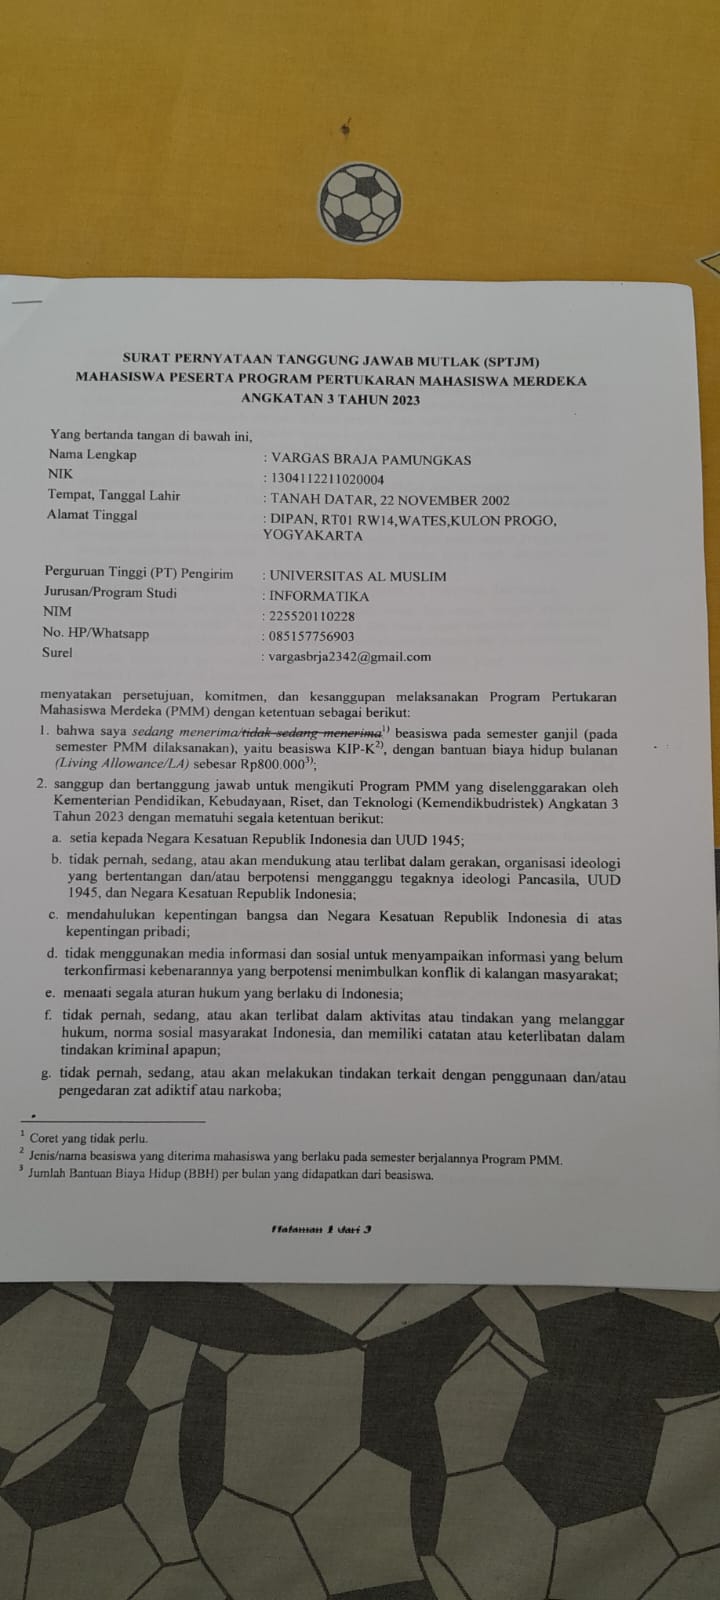 SURAT PERNYATAAN TANGGUNG JAWAB MUTLAK (SPTJM)
MAHASISWA PESERTA PROGRAM PERTUKARAN MAHASISWA MERDEKA
ANGKATAN 3 TAHUN 2023
Yang bertanda tangan di bawah ini,
Nama Lengkap : VARGAS BRAJA PAMUNGKAS
NIK : 1304112211020004
Tempat, Tanggal Lahir : TANAH DATAR, 22 NOVEMBER 2002
Alamat Tinggal : DIPAN, RT01 RW14,WATES,KULON PROGO,
YOGYAKARTA
Perguruan Tinggi (PT) Pengirim : UNIVERSITAS AL MUSLIM
Jurusan/Program Studi : INFORMATIKA
NIM : 225520110228
No. HP/Whatsapp : 085157756903
Surel : vargasbrja2342@gmail.com
menyatakan persetujuan, komitmen, dan kesanggupan melaksanakan Program Pertukaran
Mahasiswa Merdeka (PMM) dengan ketentuan sebagai berikut:
1. bahwa saya sedang menerima/tidak sedang menerima1) beasiswa pada semester ganjil (pada
semester PMM dilaksanakan), yaitu beasiswa KIP-K2), dengan bantuan biaya hidup bulanan
(Living Allowance/LA) sebesar Rp800.0003);
2. sanggup dan bertanggung jawab untuk mengikuti Program PMM yang diselenggarakan oleh
Kementerian Pendidikan, Kebudayaan, Riset, dan Teknologi (Kemendikbudristek) Angkatan 3
Tahun 2023 dengan mematuhi segala ketentuan berikut:
a. setia kepada Negara Kesatuan Republik Indonesia dan UUD 1945;
b. tidak pernah, sedang, atau akan mendukung atau terlibat dalam gerakan, organisasi ideologi
yang bertentangan dan/atau berpotensi mengganggu tegaknya ideologi Pancasila, UUD
1945, dan Negara Kesatuan Republik Indonesia;
c. mendahulukan kepentingan bangsa dan Negara Kesatuan Republik Indonesia di atas
kepentingan pribadi;
d. tidak menggunakan media informasi dan sosial untuk menyampaikan informasi yang belum
terkonfirmasi kebenarannya yang berpotensi menimbulkan konflik di kalangan masyarakat;
e. menaati segala aturan hukum yang berlaku di Indonesia;
f. tidak pernah, sedang, atau akan terlibat dalam aktivitas atau tindakan yang melanggar
hukum, norma sosial masyarakat Indonesia, dan memiliki catatan atau keterlibatan dalam
tindakan kriminal apapun;
g. tidak pernah, sedang, atau akan melakukan tindakan terkait dengan penggunaan dan/atau
pengedaran zat adiktif atau narkoba;
1 Coret yang tidak perlu.
2 Jenis/nama beasiswa yang diterima mahasiswa yang berlaku pada semester berjalannya Program PMM.
3 Jumlah Bantuan Biaya Hidup (BBH) per bulan yang didapatkan dari beasiswa.
Halaman 1 dari 3